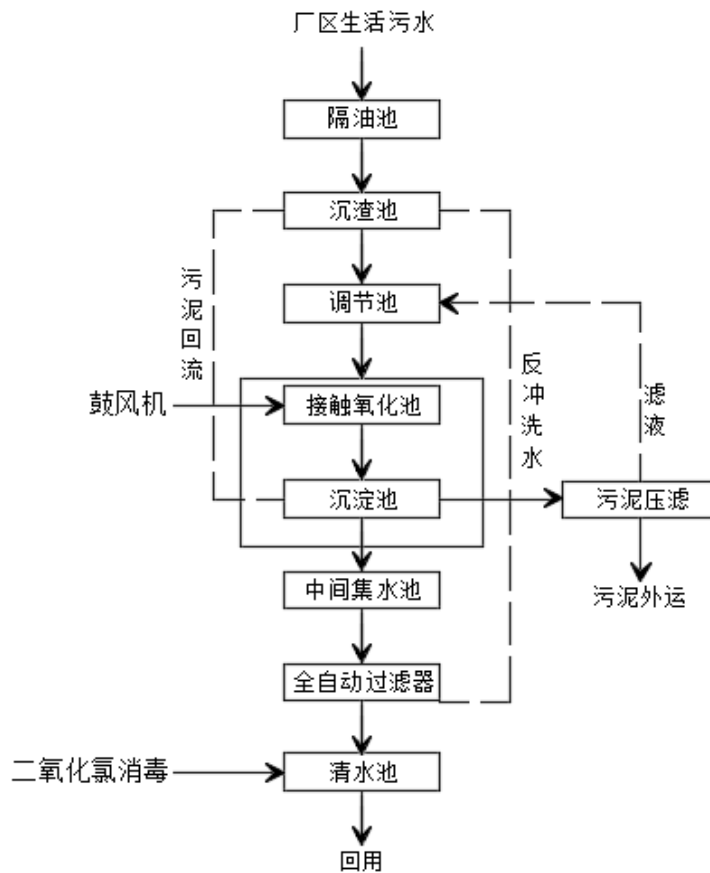 厂区生活污水
隔油池
沉渣池
污泥回流
调节池
反冲洗水
滤液
鼓风机
接触氧化池
沉淀池
污泥压滤
中间集水池
污泥外运
全自动过滤器
二氧化氯消毒
清水池
回用